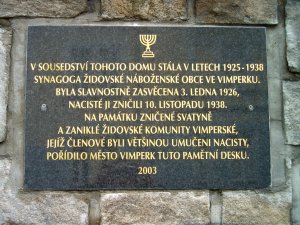 V SOUSEDSTVÍ TOHOTO DOMU STÁLA V LETECH 1925-1938
SYNAGOGA ŽIDOVSKÉ NÁBOŽENSKÉ OBCE VE VIMPERKU.
BYLA SLAVNOSTNĚ ZASVĚCENA 3. LEDNA 1926,
NACISTÉ JI ZNIČILI 10. LISTOPADU 1938.
NA PAMÁTKU ZNIČENÉ SVATYNĚ
A ZANIKLÉ ŽIDOVSKÉ KOMUNITY VIMPERSKÉ,
JEJÍŽ ČLENOVÉ BYLI VĚTŠINOU UMUČENI NACISTY,
POŘÍDILO MĚSTO VIMPERK TUTO PAMĚTNÍ DESKU.
2003